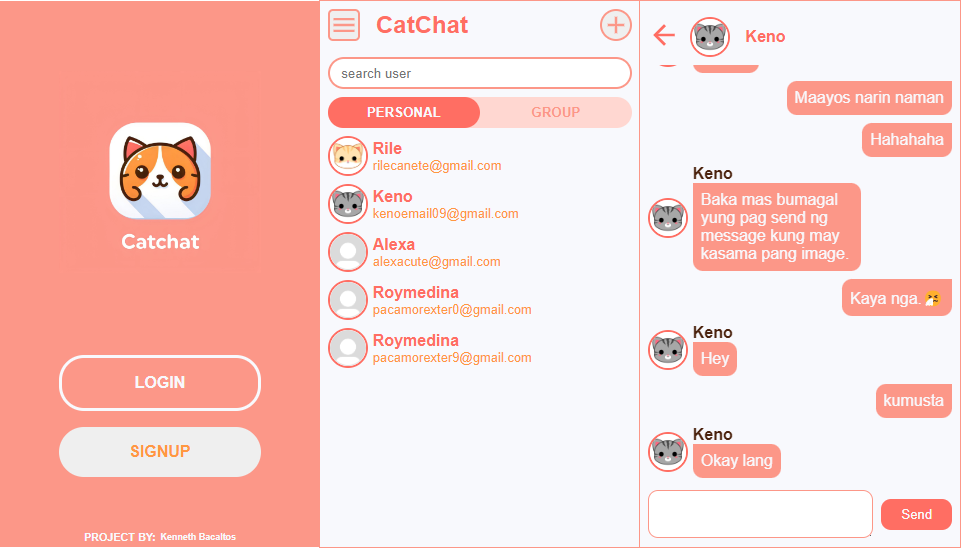 Catchat
LOGIN
SIGNUP
PROJECT BY: Kenneth Bacaltos
CatChat
search user
PERSONAL
GROUP
Rile
rilecanete@gmail.com
Keno
kenoemail09@gmail.com
Alexa
alexacute@gmail.com
Roymedina
pacamorexter0@gmail.com
Roymedina
pacamorexter9@gmail.com
Keno
Maayos narin naman
Hahahaha
Keno
Baka mas bumagal
yung pag send ng
message kung may
kasama pang image.
Kaya nga.🤧
Keno
Hey
kumusta
Keno
Okay lang
Send